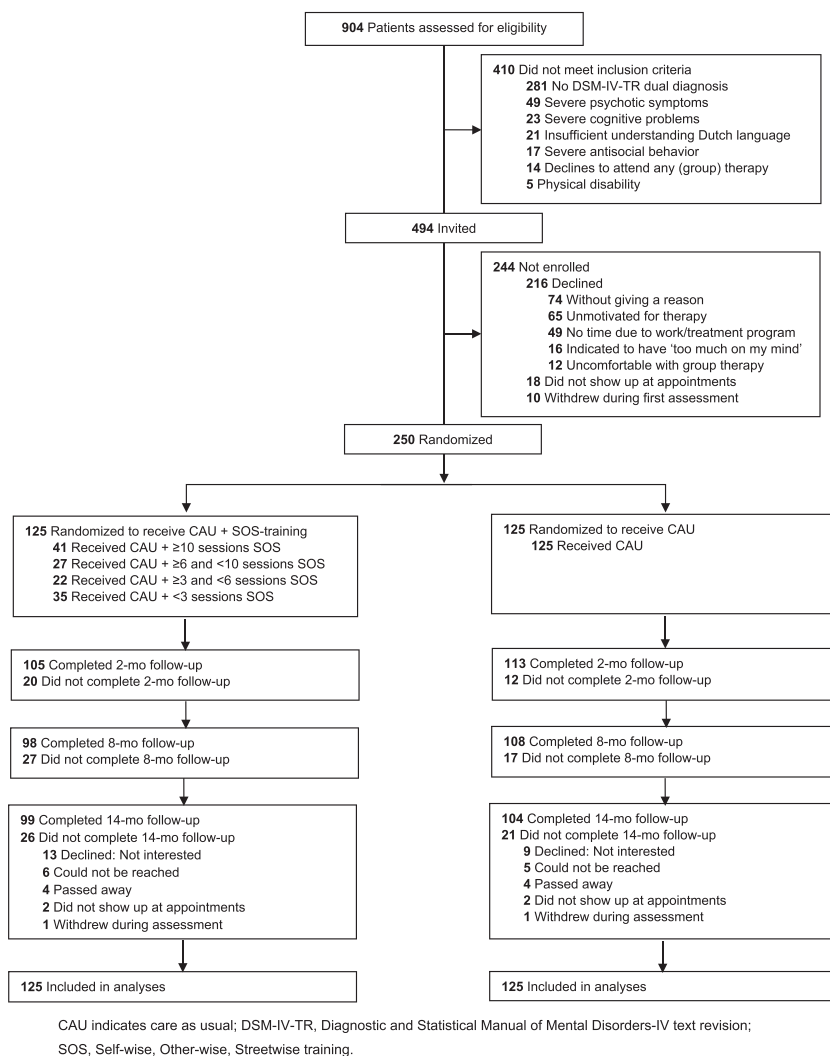 904 Patients assessed for eligibility
410 Did not meet inclusion criteria
281 No DSM-IV-TR dual diagnosis
49 Severe psychotic symptoms
23 Severe cognitive problems
21 Insufficient understanding Dutch language
17 Severe antisocial behavior
14 Declines to attend any (group) therapy
5 Physical disability
494 Invited
244 Not enrolled
216 Declined
74 Without giving a reason
65 Unmotivated for therapy
49 No time due to work/treatment program
16 Indicated to have ‘too much on my mind’
12 Uncomfortable with group therapy
18 Did not show up at appointments
10 Withdrew during first assessment
250 Randomized
125 Randomized to receive CAU + SOS-training
41 Received CAU + ≥10 sessions SOS
27 Received CAU + ≥6 and <10 sessions SOS
22 Received CAU + ≥3 and <6 sessions SOS
35 Received CAU + <3 sessions SOS
125 Randomized to receive CAU
125 Received CAU
105 Completed 2-mo follow-up
20 Did not complete 2-mo follow-up
113 Completed 2-mo follow-up
12 Did not complete 2-mo follow-up
98 Completed 8-mo follow-up
27 Did not complete 8-mo follow-up
108 Completed 8-mo follow-up
17 Did not complete 8-mo follow-up
99 Completed 14-mo follow-up
26 Did not complete 14-mo follow-up
13 Declined: Not interested
6 Could not be reached
4 Passed away
2 Did not show up at appointments
1 Withdrew during assessment
104 Completed 14-mo follow-up
21 Did not complete 14-mo follow-up
9 Declined: Not interested
5 Could not be reached
4 Passed away
2 Did not show up at appointments
1 Withdrew during assessment
125 Included in analyses
125 Included in analyses
CAU indicates care as usual; DSM-IV-TR, Diagnostic and Statistical Manual of Mental Disorders-IV text revision;
SOS, Self-wise, Other-wise, Streetwise training.